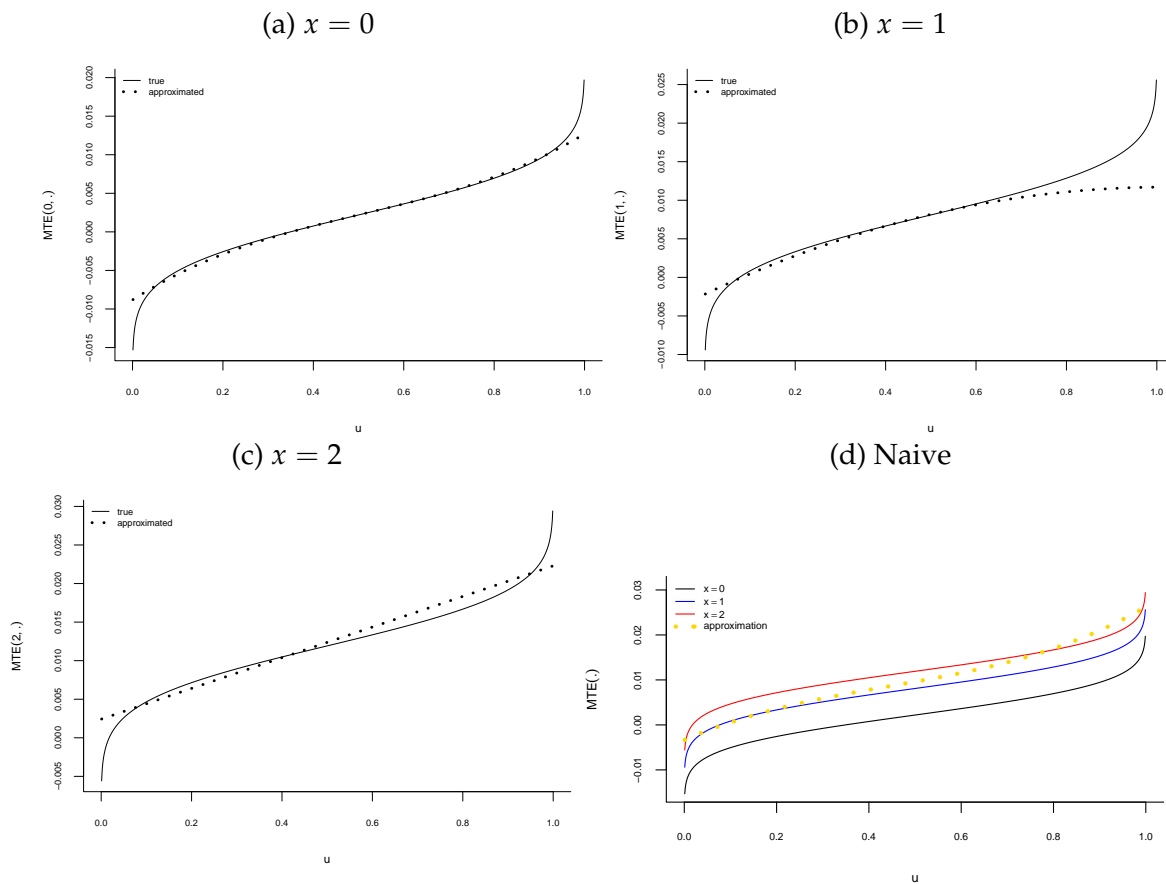 (a) x = 0
true
approximated
MTE(0, .)
0.020
0.015
0.010
0.005
0.000
−0.005
−0.010
−0.015
0.0 0.2 0.4 0.6 0.8 1.0
u
(b) x = 1
true
approximated
MTE(1, .)
0.025
0.020
0.015
0.010
0.005
0.000
−0.005
−0.010
0.0 0.2 0.4 0.6 0.8 1.0
u
(c) x = 2
true
approximated
MTE(2, .)
0.030
0.025
0.020
0.015
0.010
0.005
0.000
−0.005
0.0 0.2 0.4 0.6 0.8 1.0
u
(d) Naive
x = 0
x = 1
x = 2
approximation
MTE(.)
0.03
0.02
0.01
0.00
−0.01
0.0 0.2 0.4 0.6 0.8 1.0
u